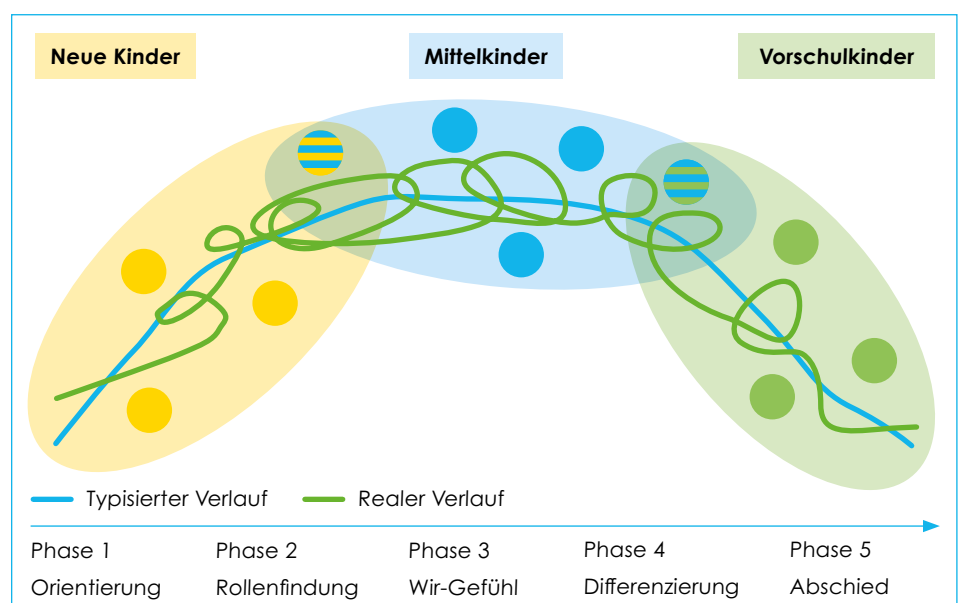 Neue Kinder
Mittelkinder
Vorschulkinder
Typisierter Verlauf
Realer Verlauf
Phase 1
Phase 2
Phase 3
Phase 4
Phase 5
Orientierung
Rollenfindung
Wir-Gefühl
Differenzierung
Abschied